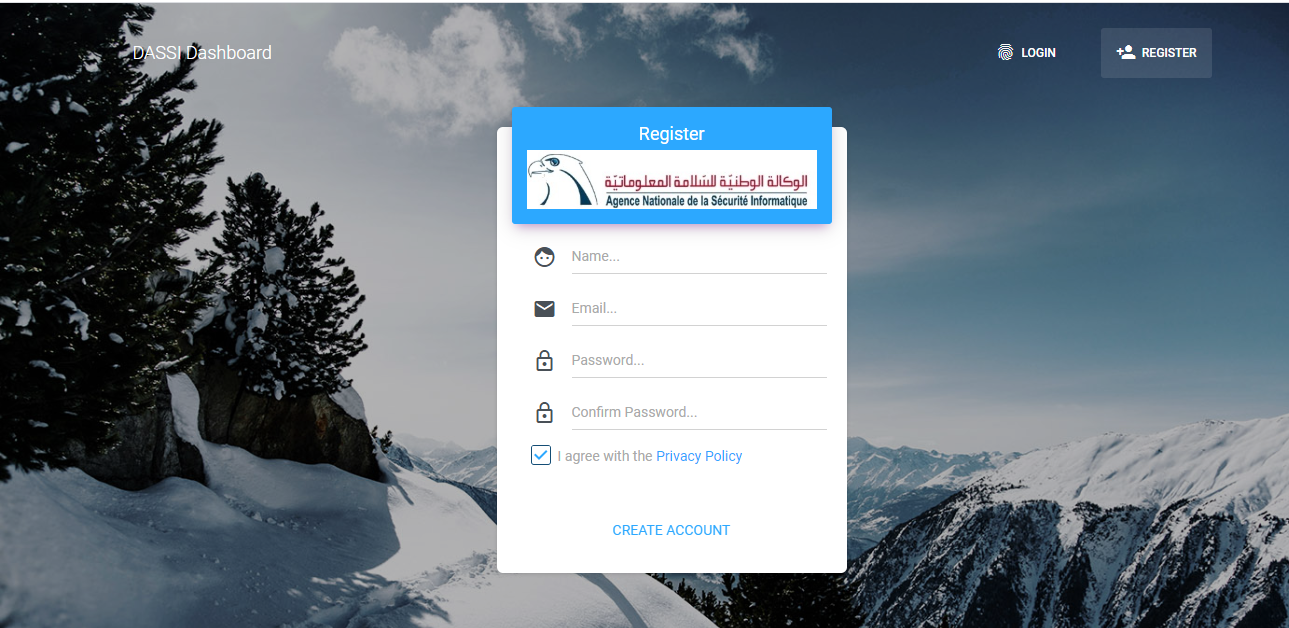 DASSI Dashboard
LOGIN
REGISTER
Register
الوكالة الوطنيّة للسّلامة المعلوماتيّة
Agence Nationale de la Sécurité Informatique
Name...
Email...
Password...
Confirm Password...
I agree with the Privacy Policy
CREATE ACCOUNT